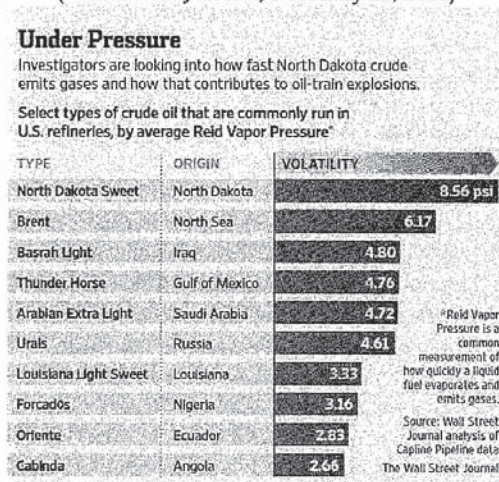 Under Pressure
Investigators are looking into how fast North Dakota crude
emits gases and how that contributes to oil-train explosions.
Select types of crude oil that are commonly run in
U.S. refineries, by average Reid Vapor Pressure*
TYPE ORIGIN VOLATILITY
North Dakota Sweet North Dakota 8.56 psi
Brent North Sea 6.17
Basrah Light Iraq 4.80
Thunder Horse Gulf of Mexico 4.76
Arabian Extra Light Saudi Arabia 4.72
Urals Russia 4.61
Louisiana Light Sweet Louisiana 3.33
Forcados Nigeria 3.16
Oriente Ecuador 2.83
Cabinda Angola 2.66
*Reid Vapor
Pressure is a
common
measurement of
how quickly a liquid
fuel evaporates and
emits gases.
Source: Wall Street
Journal analysis of
Capline Pipeline data
The Wall Street Journal